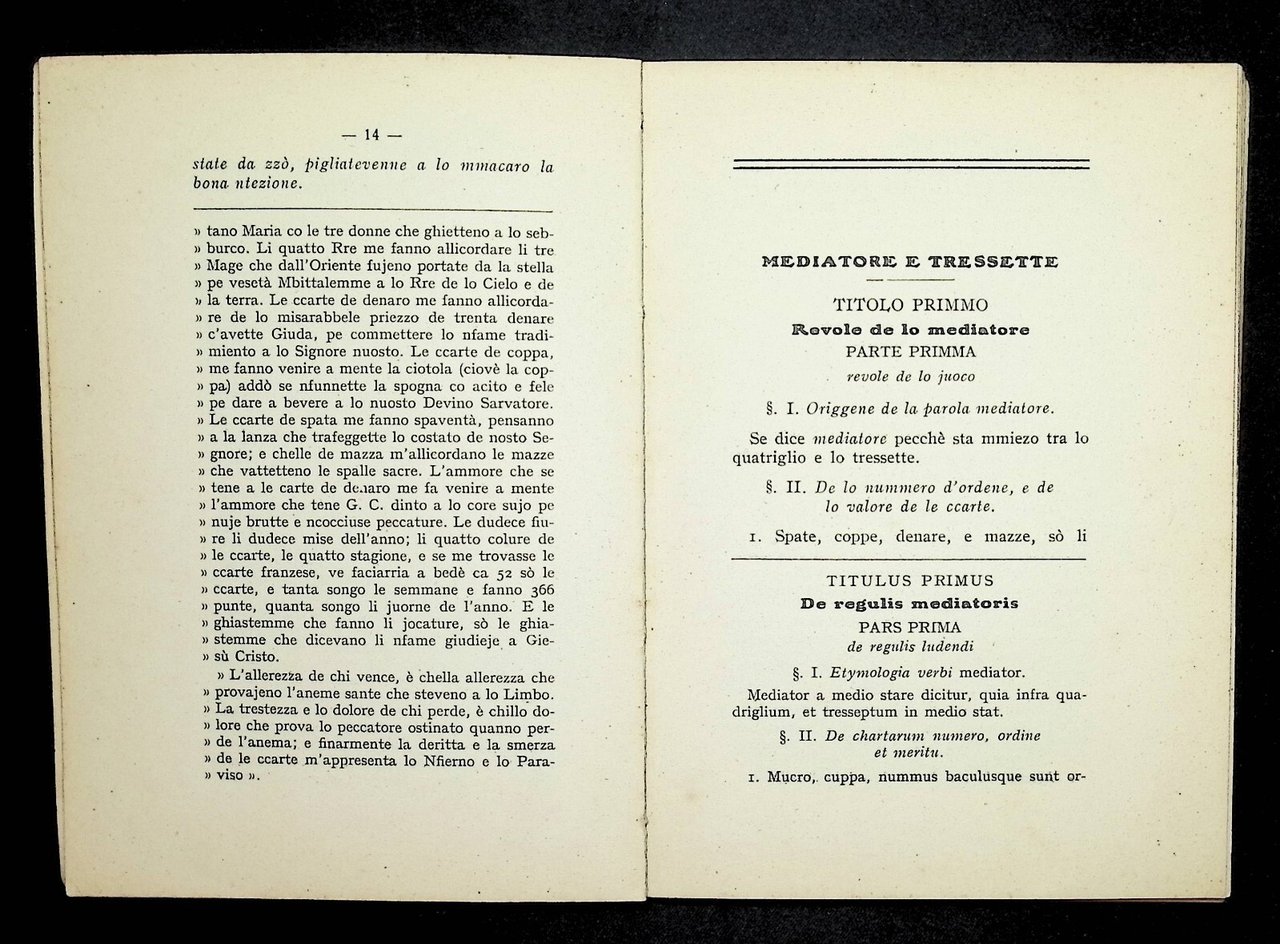 — 14 —
state da zzò, pigliatevenne a lo mmacaro la
bona ntezione.
» tano Maria co le tre donne che ghietteno a lo seb-
» burco. Li quatto Rre me fanno allicordare li tre
» Mage che dall'Oriente fujeno portate da la stella
» pe vesetà Mbittalemme a lo Rre de lo Cielo e de
» la terra. Le ccarte de denaro me fanno allicorda-
» re de lo misarabbele priezzo de trenta denare
» c'avette Giuda, pe commettere lo nfame tradi-
» miento a lo Signore nuosto. Le ccarte de coppa,
» me fanno venire a mente la ciotola (ciovè la cop-
» pa) addò se nfunnette la spogna co acito e fele
» pe dare a bevere a lo nuosto Devino Sarvatore.
» Le ccarte de spata me fanno spaventà, pensanno
» a la lanza che trafeggette lo costato de nosto Se-
» gnore; e chelle de mazza m'allicordano le mazze
» che vattetteno le spalle sacre. L'ammore che se
» tene a le carte de denaro me fa venire a mente
» l'ammore che tene G. C. dinto a lo core sujo pe
» nuje brutte e ncocciuse peccature. Le dudece fiu-
» re li dudece mise dell'anno; li quatto colure de
» le ccarte, le quatto stagione, e se me trovasse le
» ccarte franzese, ve faciarria a bedè ca 52 sò le
» ccarte, e tanta songo le semmane e fanno 366
» punte, quanta songo li juorne de l'anno. E le
» ghiastemme che fanno li jocature, sò le ghia-
» stemme che dicevano li nfame giudieje a Gie-
» sù Cristo.
» L'allerezza de chi vence, è chella allerezza che
» provajeno l'aneme sante che steveno a lo Limbo.
» La trestezza e lo dolore de chi perde, è chillo do-
» lore che prova lo peccatore ostinato quanno per-
» de l'anema; e finarmente la deritta e la smerza
» de le ccarte m'appresenta lo Nfierno e lo Para-
» viso ».
MEDIATORE E TRESSETTE
TITOLO PRIMMO
Revole de lo mediatore
PARTE PRIMMA
revole de lo juoco
§. I. Origgene de la parola mediatore.
Se dice mediatore pecchè sta mmiezo tra lo
quatriglio e lo tressette.
§. II. De lo nummero d'ordene, e de
lo valore de le ccarte.
1. Spate, coppe, denare, e mazze, sò li
TITULUS PRIMUS
De regulis mediatoris
PARS PRIMA
de regulis ludendi
§. I. Etymologia verbi mediator.
Mediator a medio stare dicitur, quia infra qua-
driglium, et tresseptum in medio stat.
§. II. De chartarum numero, ordine
et meritu.
1. Mucro, cuppa, nummus baculusque sunt or-